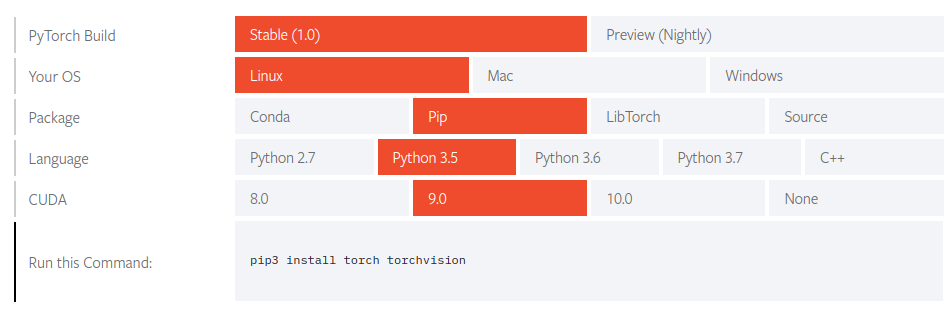 PyTorch Build Stable (1.0) Preview (Nightly)
Your OS Linux Mac Windows
Package Conda Pip LibTorch Source
Language Python 2.7 Python 3.5 Python 3.6 Python 3.7 C++
CUDA 8.0 9.0 10.0 None
Run this Command: pip3 install torch torchvision